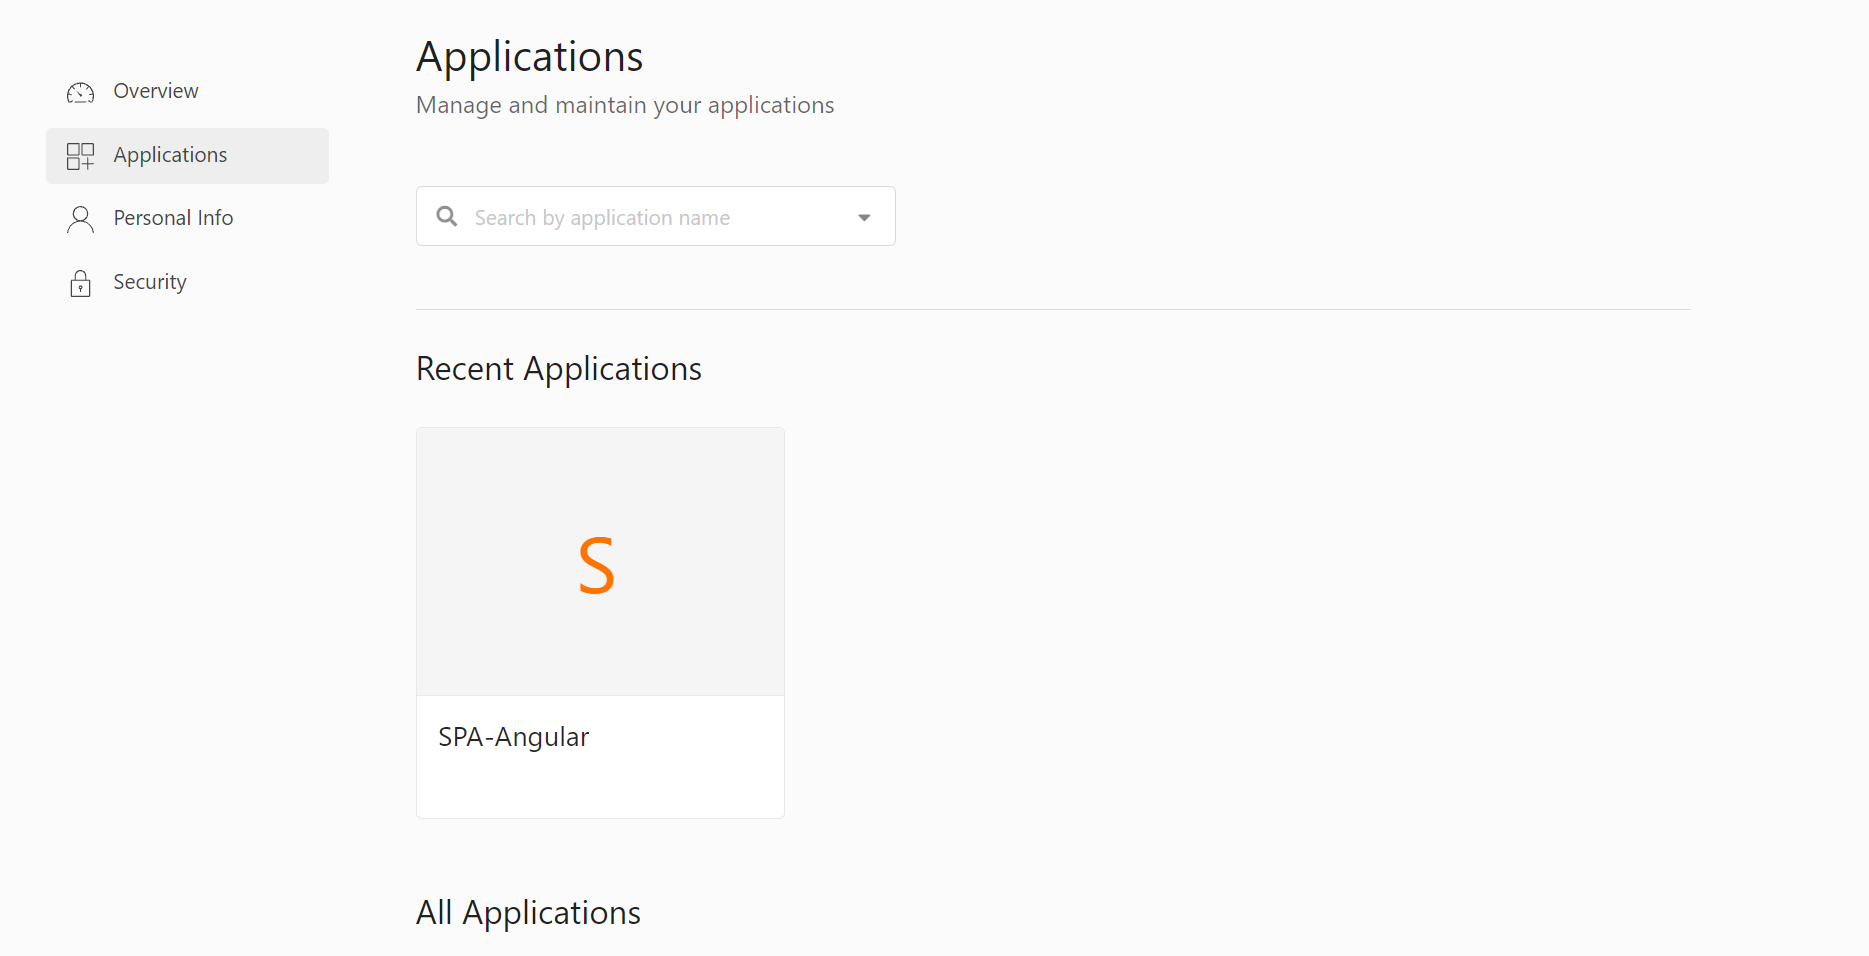 Overview
Applications
Personal Info
Security
Applications
Manage and maintain your applications
Search by application name
Recent Applications
S
SPA-Angular
All Applications